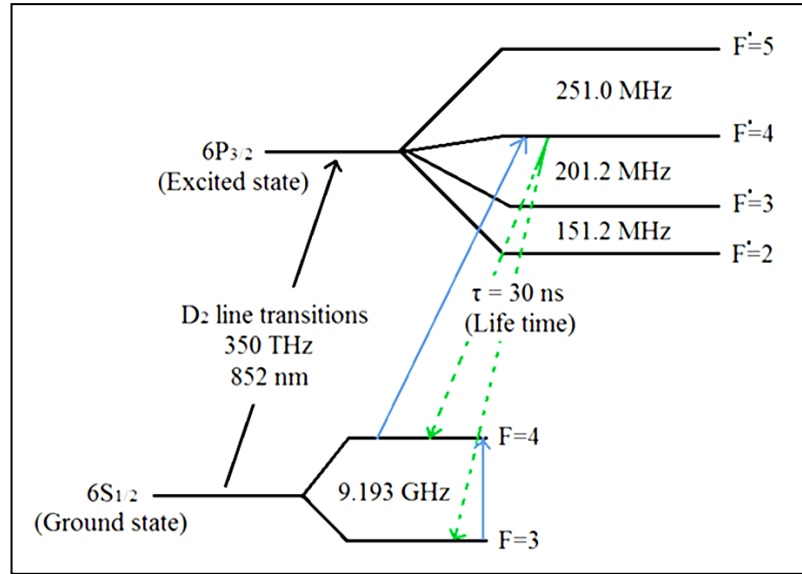 F'=5
251.0 MHz
F'=4
6P3/2
(Excited state)
201.2 MHz
F'=3
151.2 MHz
F'=2
τ = 30 ns
(Life time)
D2 line transitions
350 THz
852 nm
F=4
6S1/2
(Ground state)
9.193 GHz
F=3